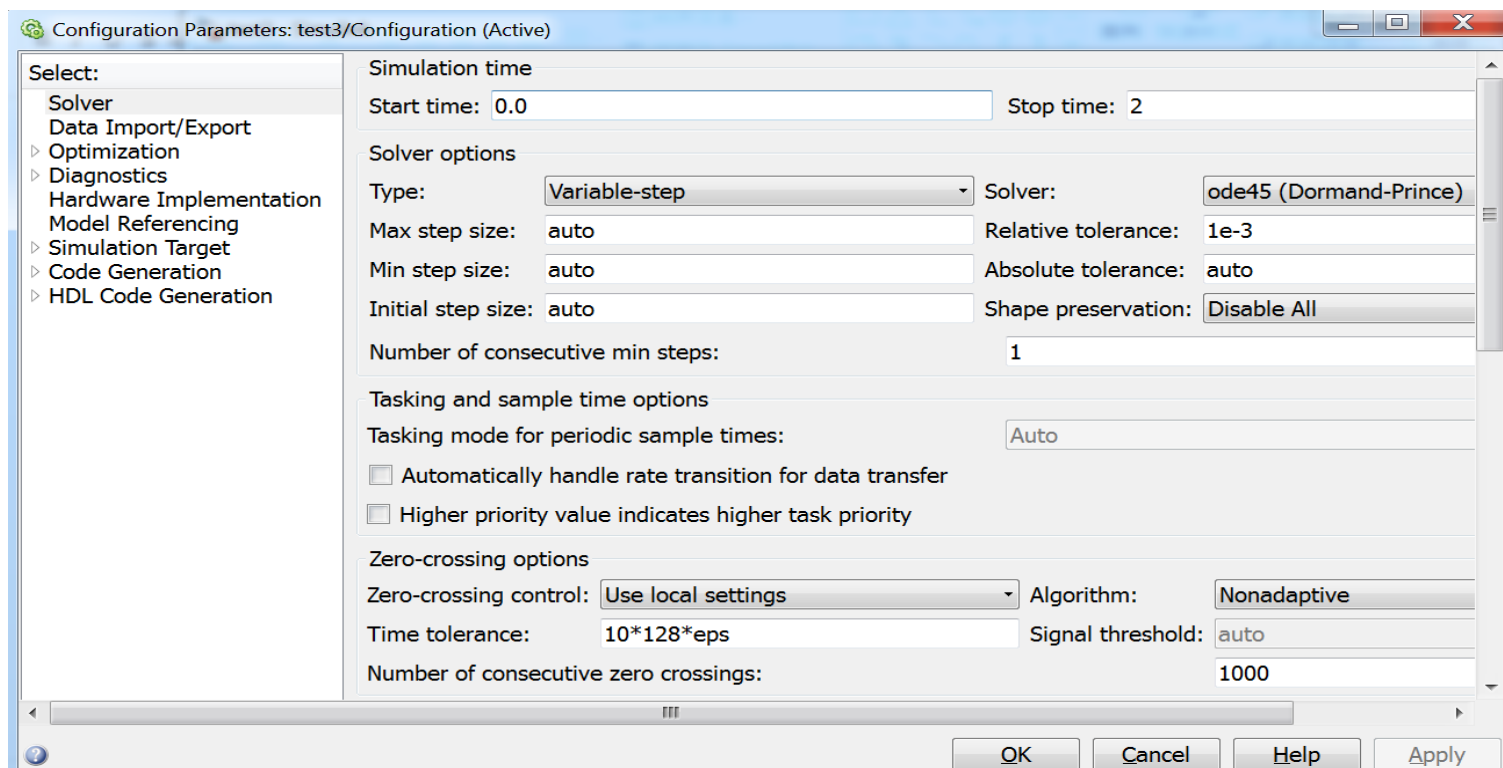 Configuration Parameters: test3/Configuration (Active)
Select:
Solver
Data Import/Export
Optimization
Diagnostics
Hardware Implementation
Model Referencing
Simulation Target
Code Generation
HDL Code Generation
Simulation time
Start time: 0.0 Stop time: 2
Solver options
Type: Variable-step Solver: ode45 (Dormand-Prince)
Max step size: auto Relative tolerance: 1e-3
Min step size: auto Absolute tolerance: auto
Initial step size: auto Shape preservation: Disable All
Number of consecutive min steps: 1
Tasking and sample time options
Tasking mode for periodic sample times: Auto
Automatically handle rate transition for data transfer
Higher priority value indicates higher task priority
Zero-crossing options
Zero-crossing control: Use local settings Algorithm: Nonadaptive
Time tolerance: 10*128*eps Signal threshold: auto
Number of consecutive zero crossings: 1000
OK Cancel Help Apply